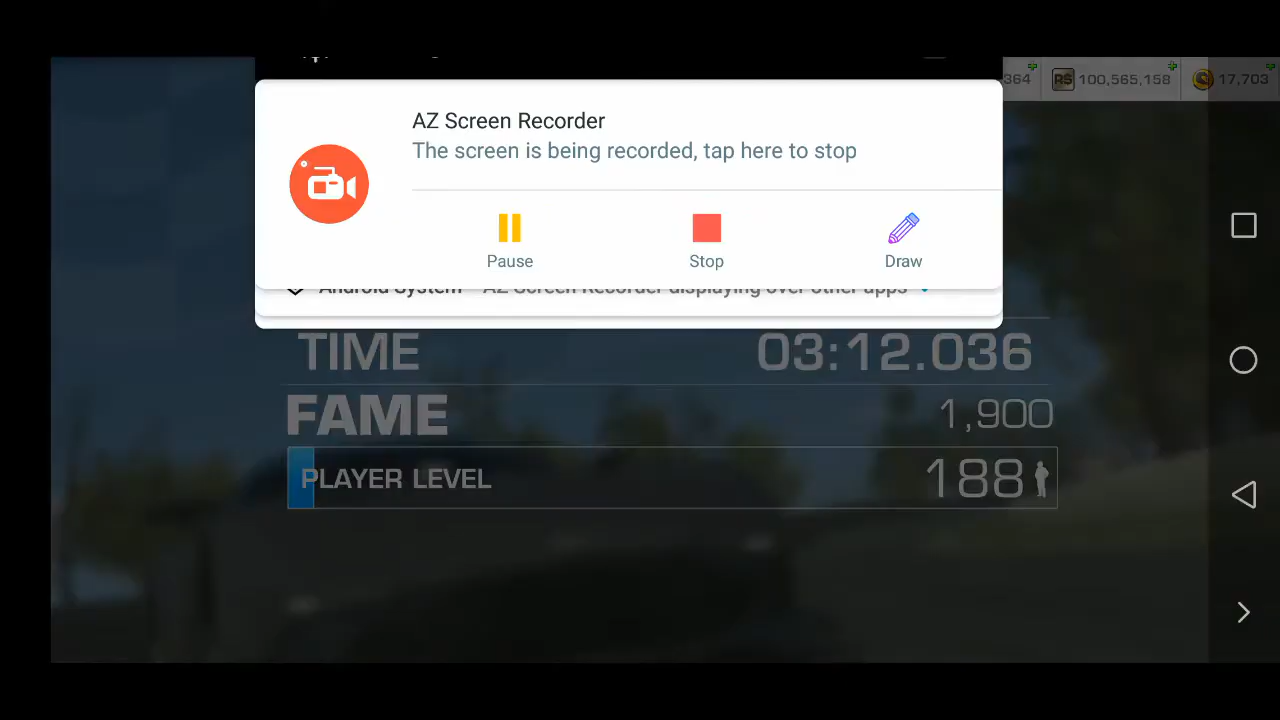 AZ Screen Recorder
The screen is being recorded, tap here to stop
364 R$ 100,565,158 17,703
Pause Stop Draw
Android System AZ Screen Recorder displaying over other apps
TIME 03:12.036
FAME 1,900
PLAYER LEVEL 188